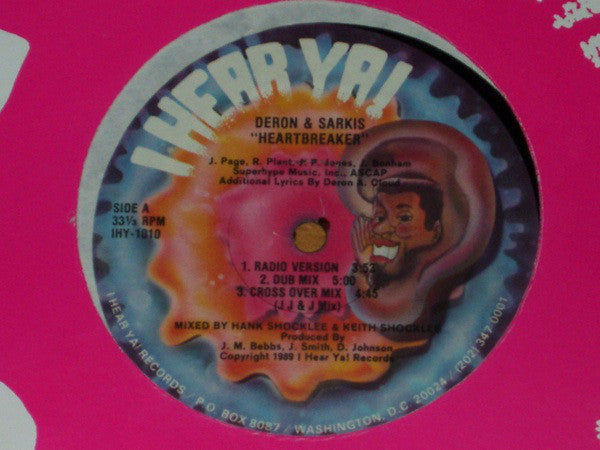 I HEAR YA!
DERON & SARKIS
"HEARTBREAKER"
J. Page, R. Plant, J. P. Jones, J. Bonham
Superhype Music, Inc., ASCAP
Additional Lyrics By Deron A. Cloud
SIDE A
33⅓ RPM
IHY-1010
1. RADIO VERSION 3:52
2. DUB MIX 5:00
3. CROSS OVER MIX 4:45
(J J & J Mix)
MIXED BY HANK SHOCKLEE & KEITH SHOCKLEE
Produced By
J. M. Bebbs, J. Smith, D. Johnson
Copyright 1989 I Hear Ya! Records
I HEAR YA! RECORDS / P.O. BOX 8087 / WASHINGTON, D.C. 20024 / (202) 347-0001